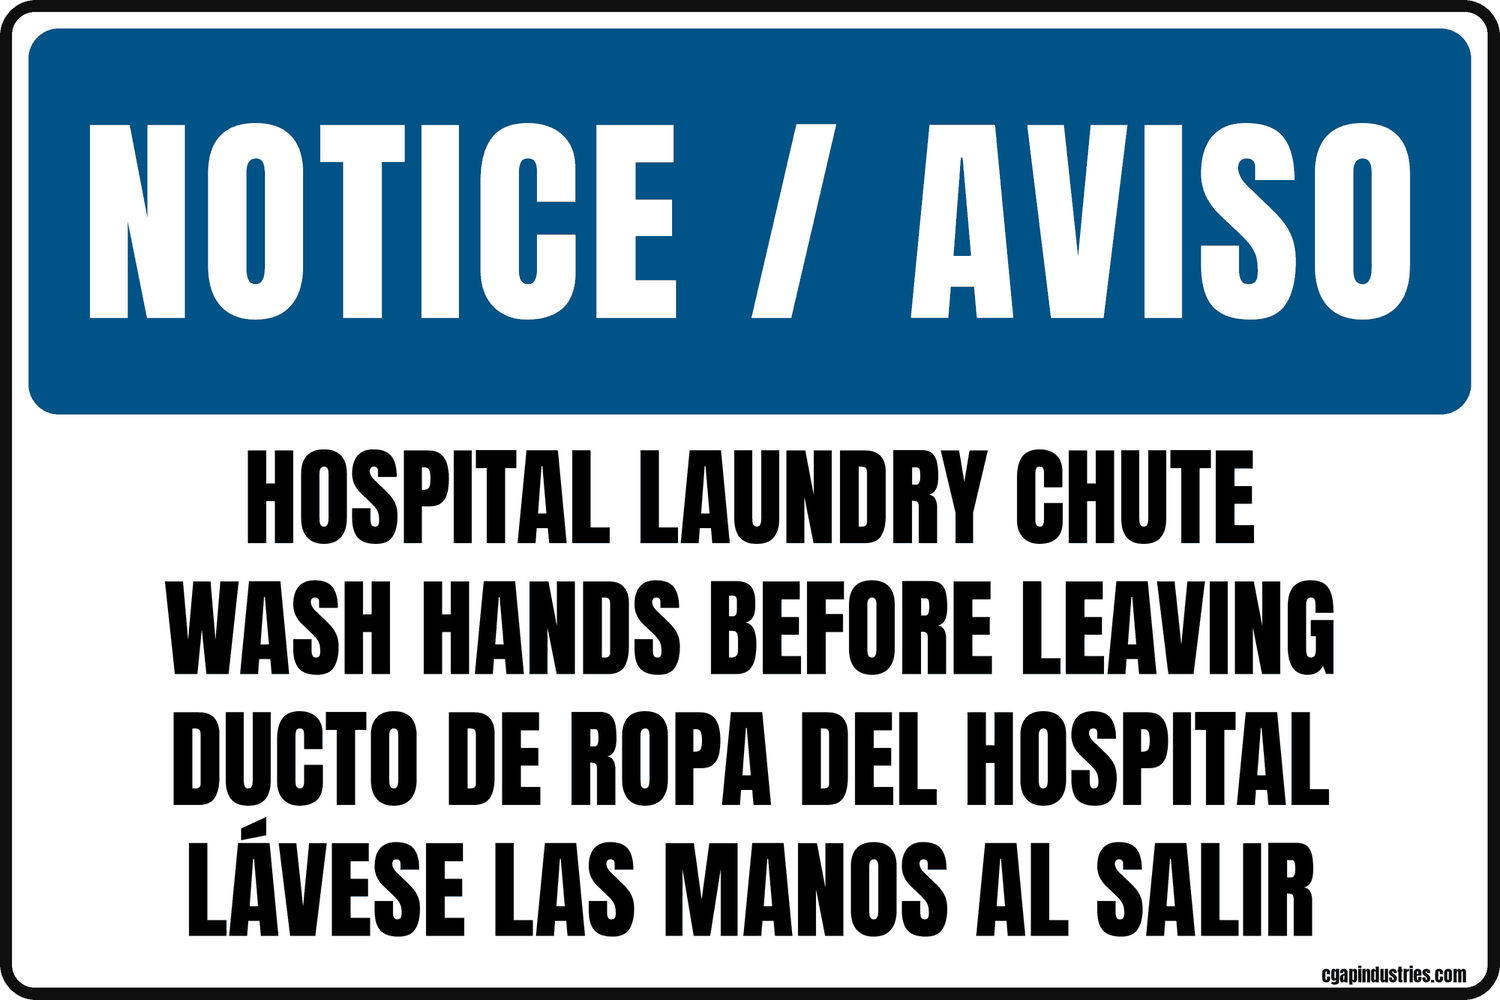 NOTICE / AVISO
HOSPITAL LAUNDRY CHUTE
WASH HANDS BEFORE LEAVING
DUCTO DE ROPA DEL HOSPITAL
LÁVESE LAS MANOS AL SALIR
cgapindustries.com